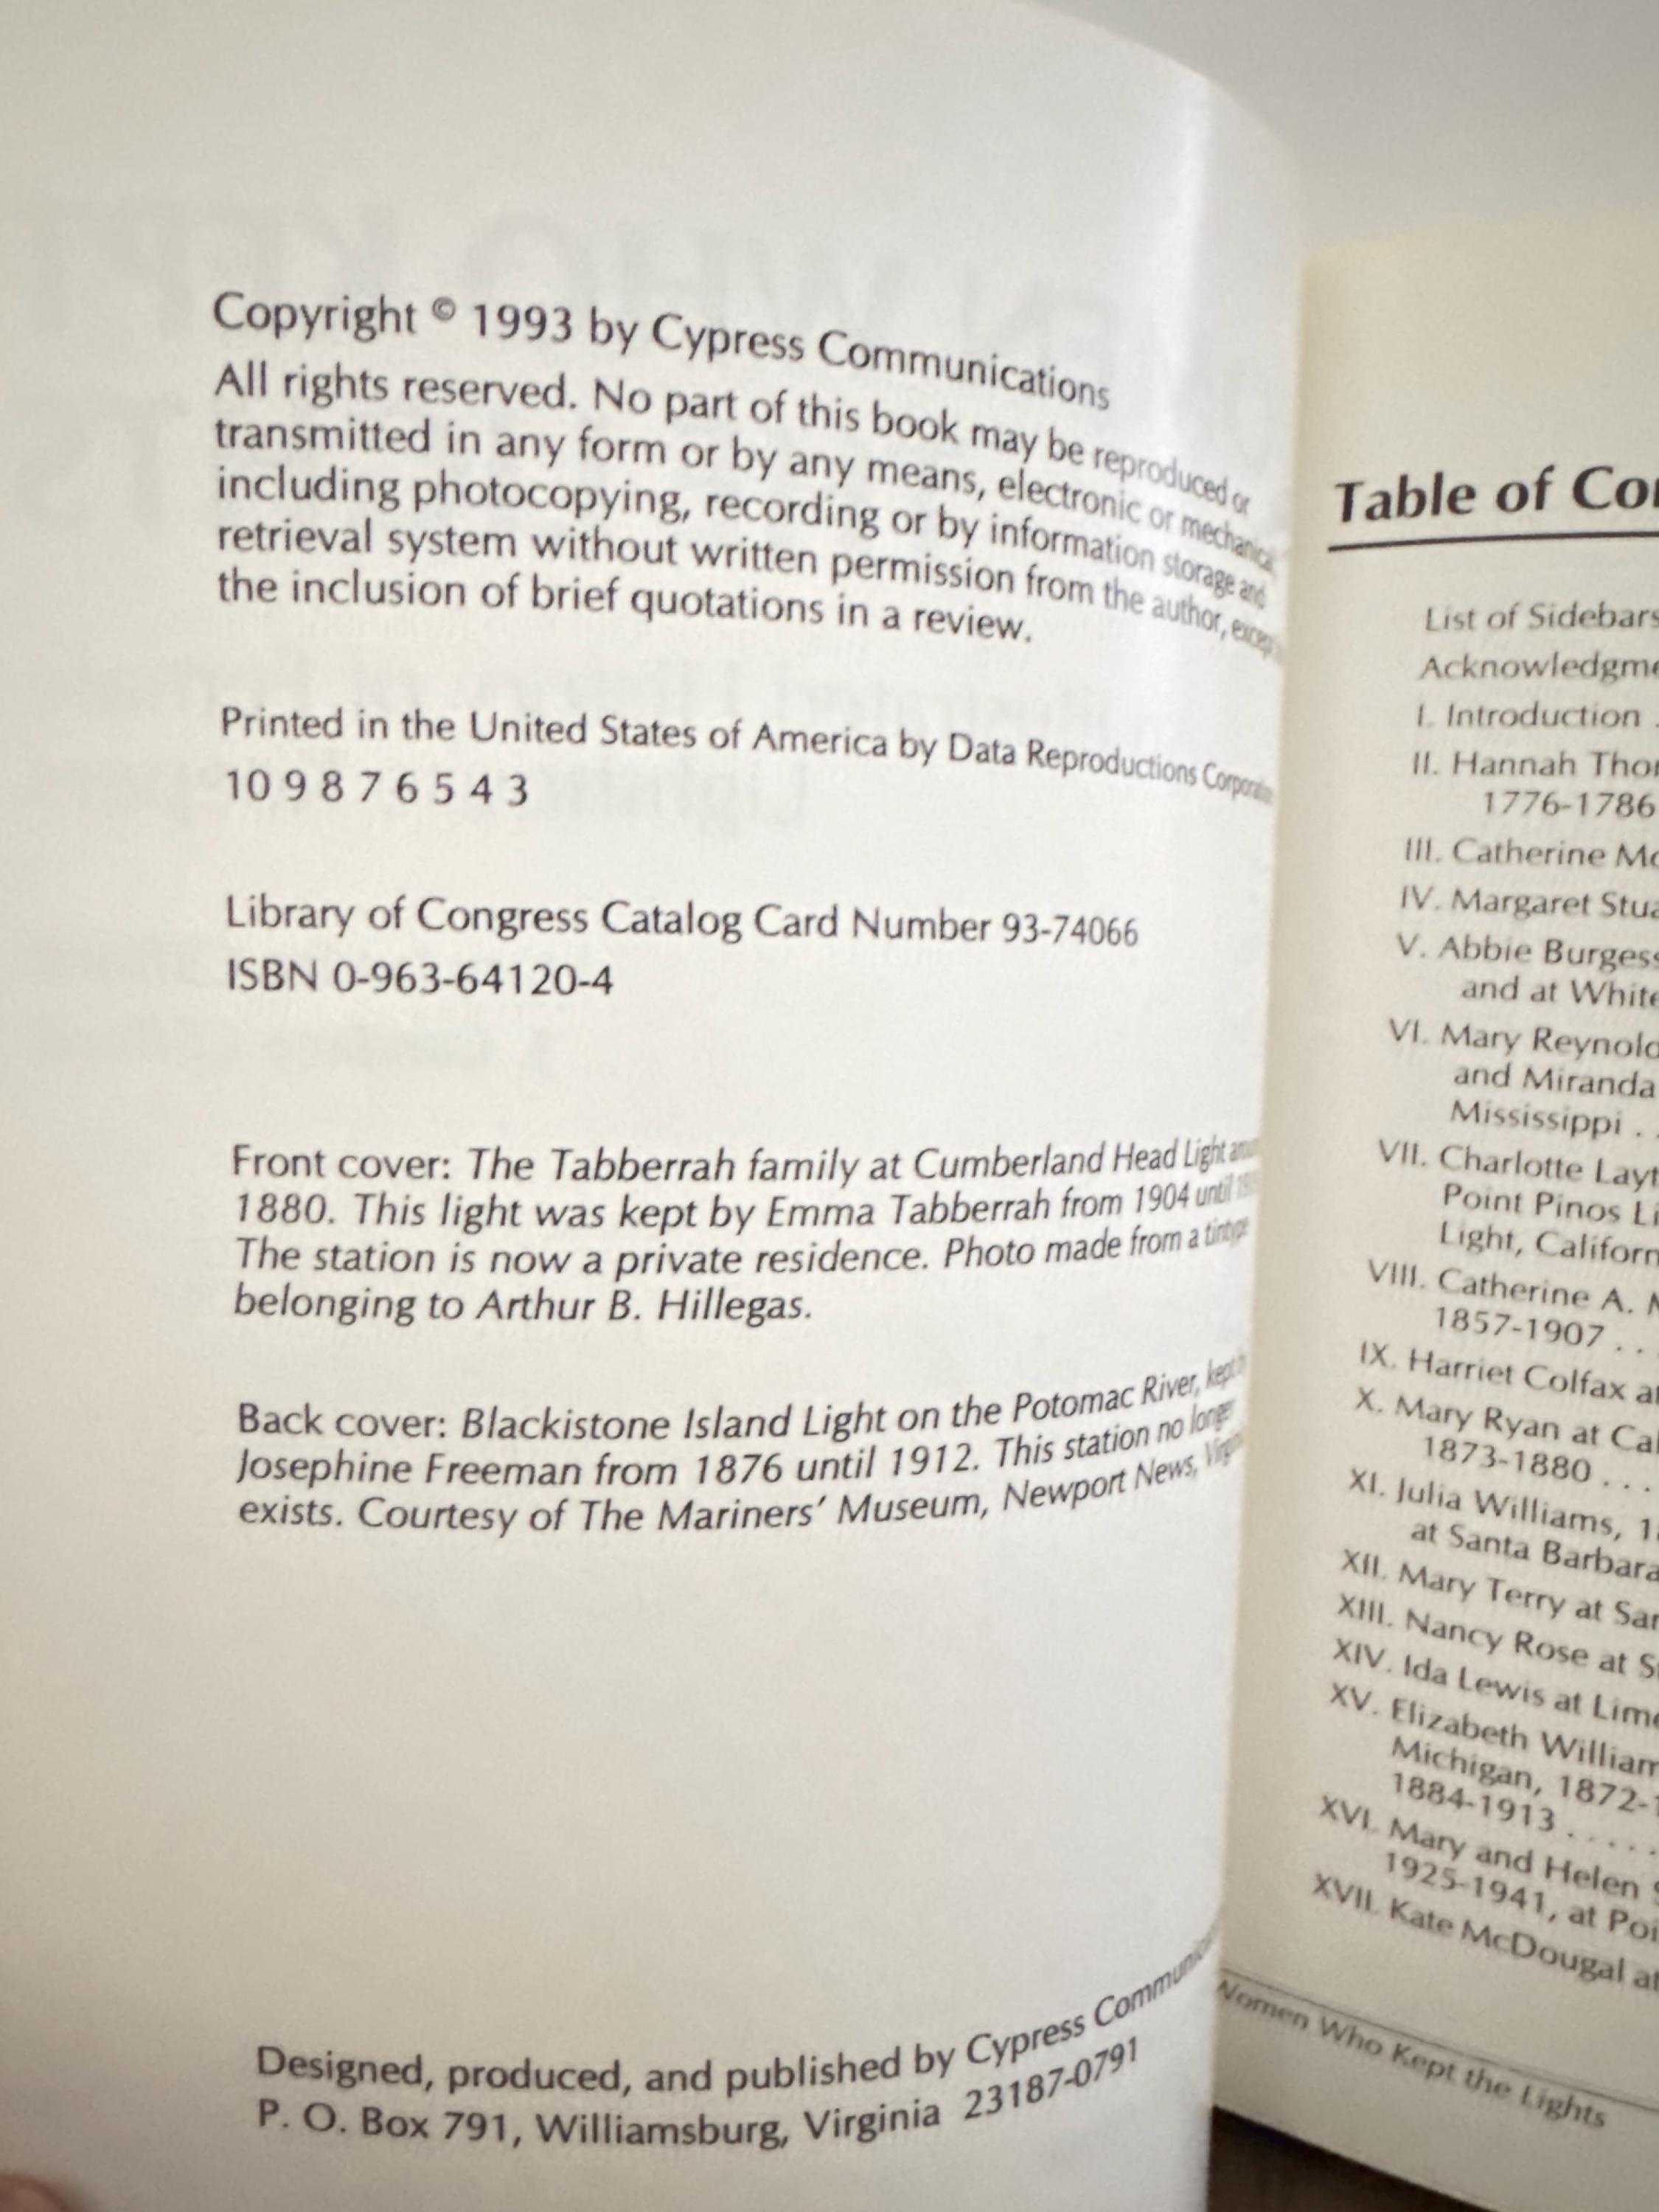 Copyright © 1993 by Cypress Communications
All rights reserved. No part of this book may be reproduced or
transmitted in any form or by any means, electronic or mechanical,
including photocopying, recording or by information storage and
retrieval system without written permission from the author, except
the inclusion of brief quotations in a review.
Printed in the United States of America by Data Reproductions Corporation
10 9 8 7 6 5 4 3
Library of Congress Catalog Card Number 93-74066
ISBN 0-963-64120-4
Front cover: The Tabberrah family at Cumberland Head Light
1880. This light was kept by Emma Tabberrah from 1904 until
The station is now a private residence. Photo made from a tintype
belonging to Arthur B. Hillegas.
Back cover: Blackistone Island Light on the Potomac River, kept
Josephine Freeman from 1876 until 1912. This station no longer
exists. Courtesy of The Mariners' Museum, Newport News,
Designed, produced, and published by Cypress
P. O. Box 791, Williamsburg, Virginia 23187-0791
Table of
List of Sidebars
I. Introduction
II. Hannah
1776-1786
III. Catherine
IV. Margaret
V. Abbie Burgess
and at
VI. Mary
and Miranda
Mississippi . .
VII. Charlotte
Point Pinos
Light,
VIII. Catherine A.
1857-1907 . . .
IX. Harriet Colfax
X. Mary Ryan at
1873-1880 . . .
XI. Julia Williams,
at Santa Barbara
XII. Mary Terry at
XIII. Nancy Rose at
XIV. Ida Lewis at
XV. Elizabeth
Michigan,
1884-1913 . . . . .
XVI. Mary and Helen
1925-1941, at
XVII. Kate McDougal
Women Who Kept the Lights